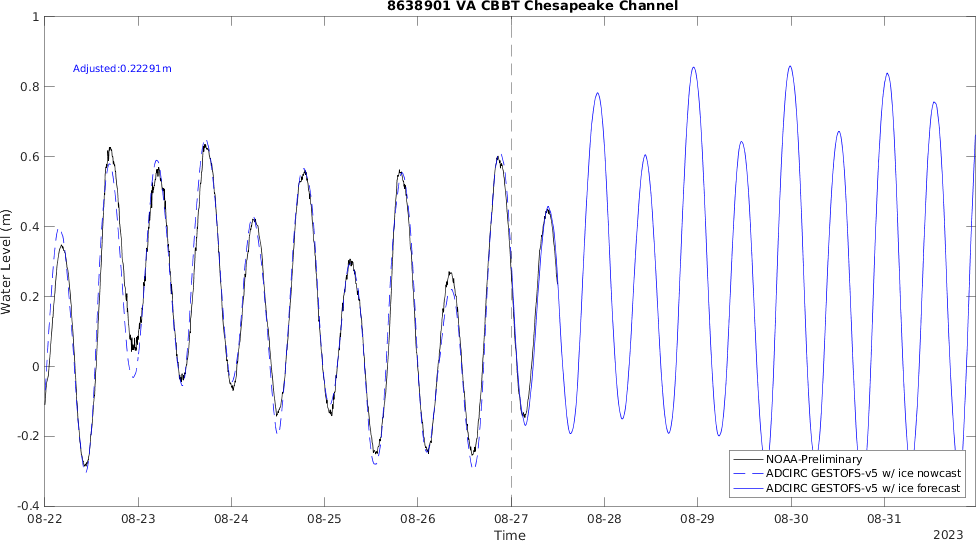 8638901 VA CBBT Chesapeake Channel
Adjusted:0.22291m
Water Level (m)
1
0.8
0.6
0.4
0.2
0
-0.2
-0.4
NOAA-Preliminary
ADCIRC GESTOFS-v5 w/ ice nowcast
ADCIRC GESTOFS-v5 w/ ice forecast
08-22 08-23 08-24 08-25 08-26 08-27 08-28 08-29 08-30 08-31
Time
2023